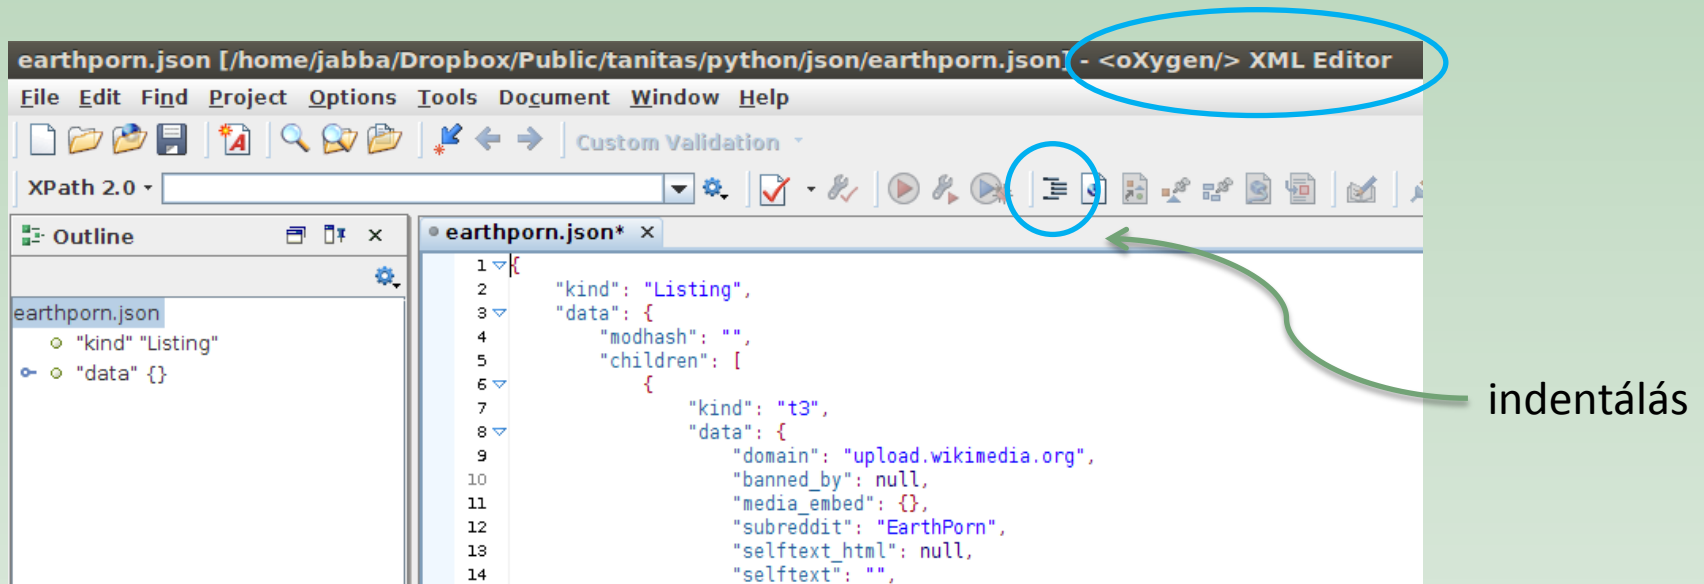 earthporn.json [/home/jabba/Dropbox/Public/tanitas/python/json/earthporn.json] - <oXygen/> XML Editor
File Edit Find Project Options Tools Document Window Help
Custom Validation
XPath 2.0
Outline
earthporn.json
"kind" "Listing"
"data" {}
earthporn.json*
1 {
2 "kind": "Listing",
3 "data": {
4 "modhash": "",
5 "children": [
6 {
7 "kind": "t3",
8 "data": {
9 "domain": "upload.wikimedia.org",
10 "banned_by": null,
11 "media_embed": {},
12 "subreddit": "EarthPorn",
13 "selftext_html": null,
14 "selftext": "",
indentálás